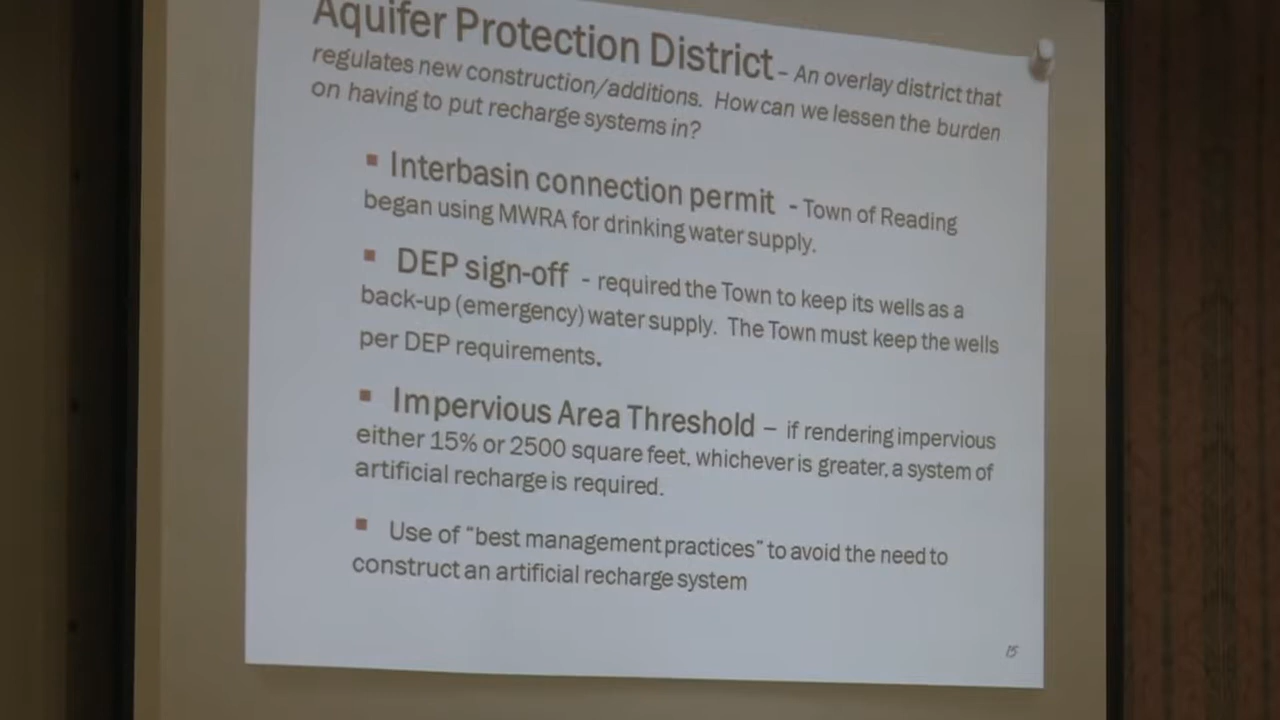 Aquifer Protection District – An overlay district that
regulates new construction/additions. How can we lessen the burden
on having to put recharge systems in?
▪ Interbasin connection permit - Town of Reading
began using MWRA for drinking water supply.
▪ DEP sign-off - required the Town to keep its wells as a
back-up (emergency) water supply. The Town must keep the wells
per DEP requirements.
▪ Impervious Area Threshold – if rendering impervious
either 15% or 2500 square feet, whichever is greater, a system of
artificial recharge is required.
▪ Use of “best management practices” to avoid the need to
construct an artificial recharge system
15